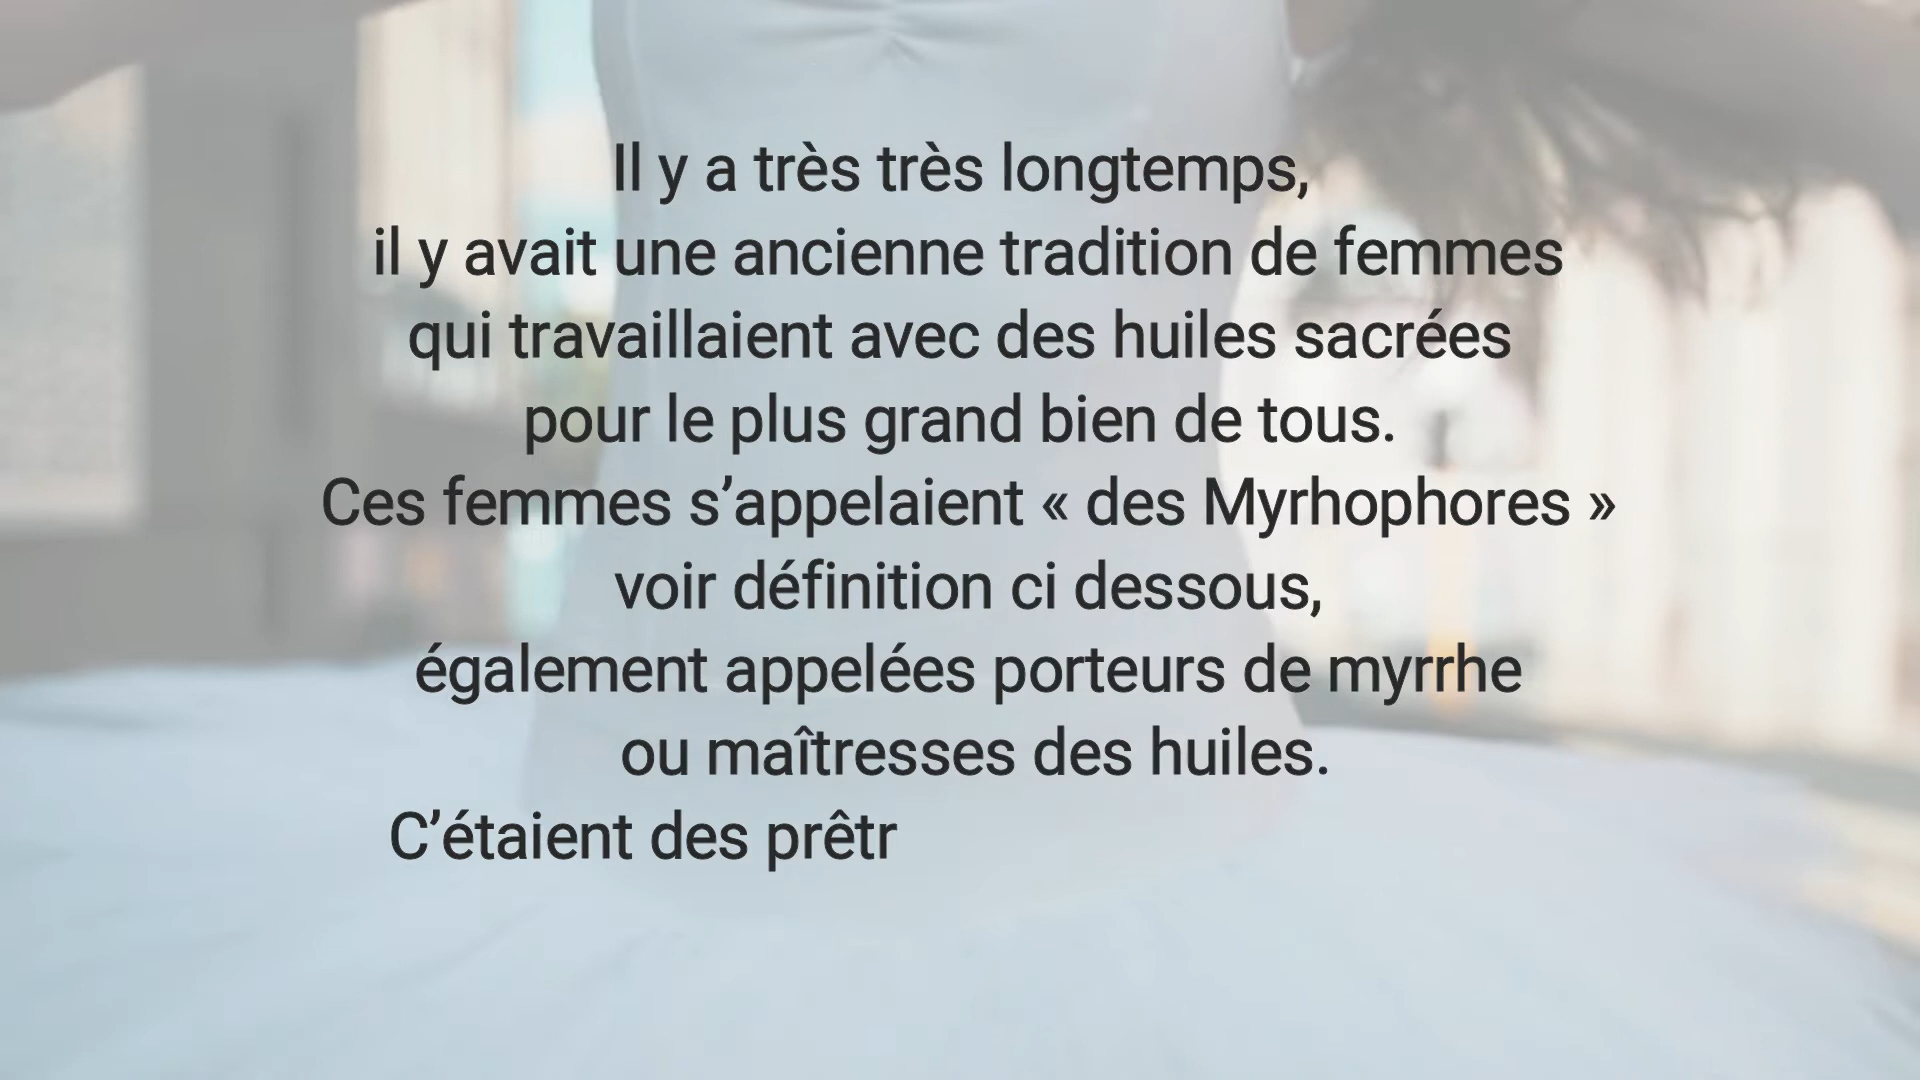 Il y a très très longtemps,
il y avait une ancienne tradition de femmes
qui travaillaient avec des huiles sacrées
pour le plus grand bien de tous.
Ces femmes s’appelaient « des Myrhophores »
voir définition ci dessous,
également appelées porteurs de myrrhe
ou maîtresses des huiles.
C’étaient des prêtr